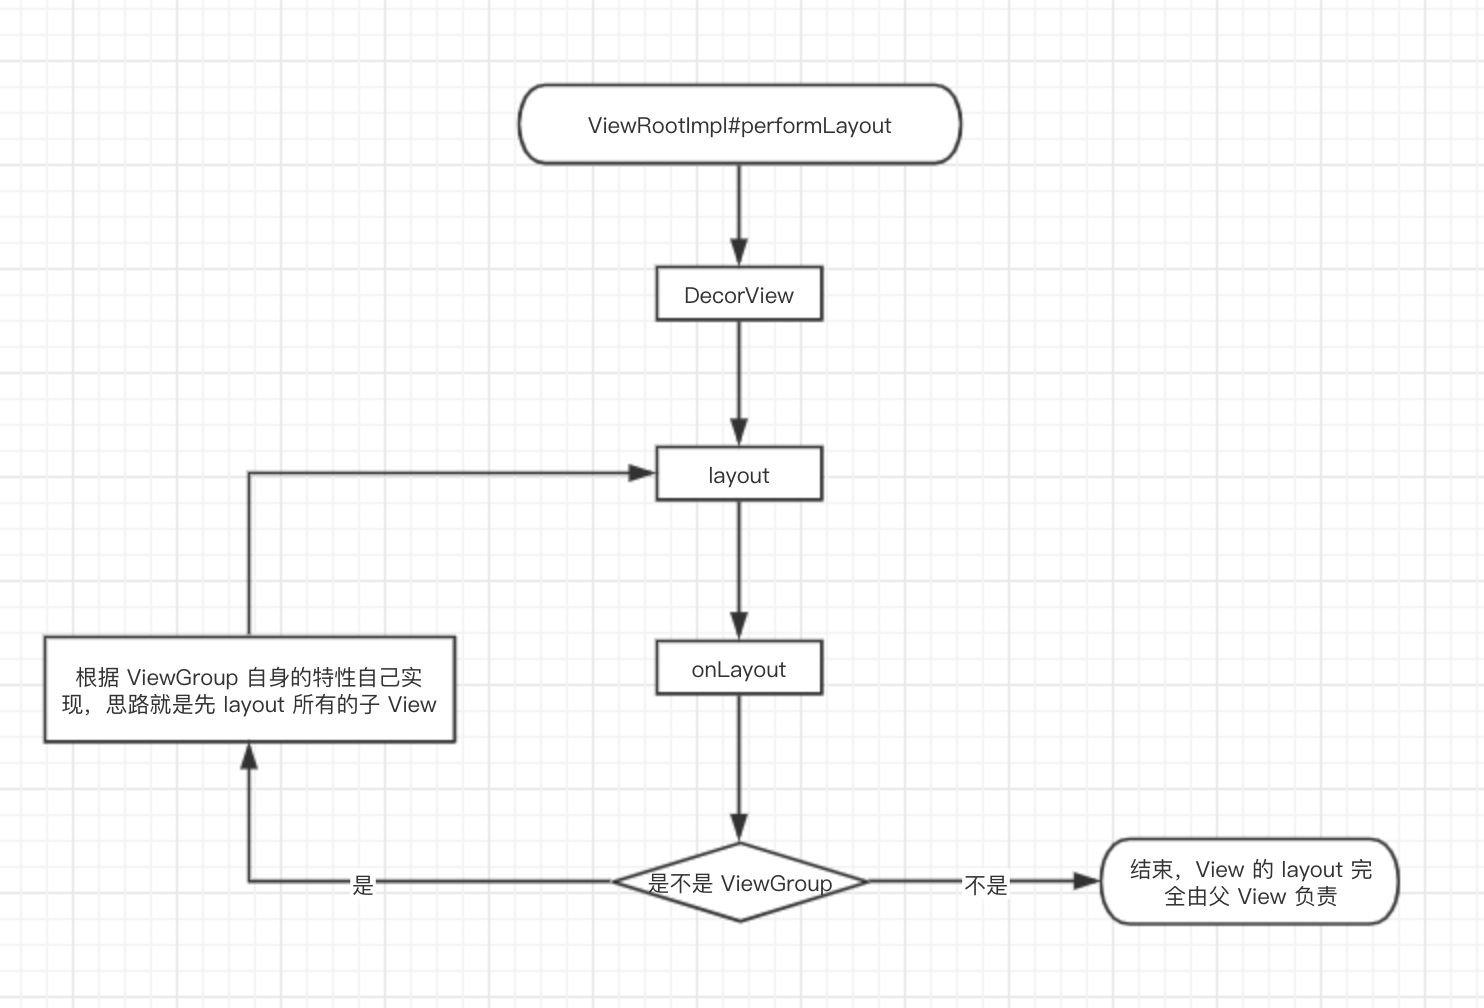 ViewRootImpl#performLayout
DecorView
layout
onLayout
根据 ViewGroup 自身的特性自己实
现，思路就是先 layout 所有的子 View
是不是 ViewGroup
是
不是
结束，View 的 layout 完
全由父 View 负责